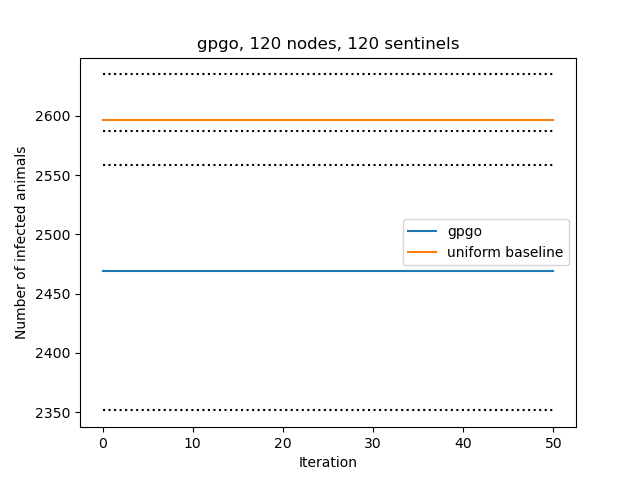 gpgo, 120 nodes, 120 sentinels
Number of infected animals
2600
2550
2500
2450
2400
2350
gpgo
uniform baseline
0 10 20 30 40 50
Iteration